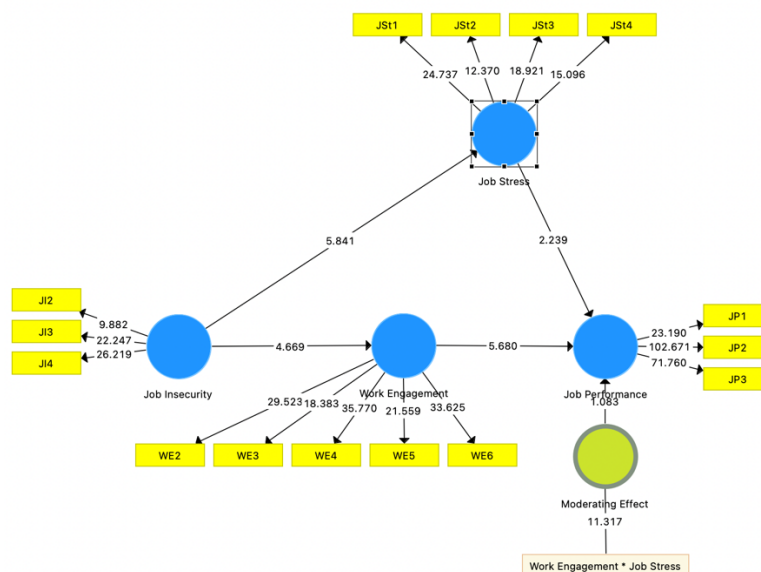 JSt1 JSt2 JSt3 JSt4
24.737 12.370 18.921 15.096
Job Stress
5.841 2.239
JI2
JI3
JI4
9.882
22.247
26.219
Job Insecurity
4.669
Work Engagement
5.680
Job Performance
23.190
102.671
71.760
JP1
JP2
JP3
1.083
29.523 18.383 35.770 21.559 33.625
WE2 WE3 WE4 WE5 WE6
Moderating Effect
11.317
Work Engagement * Job Stress